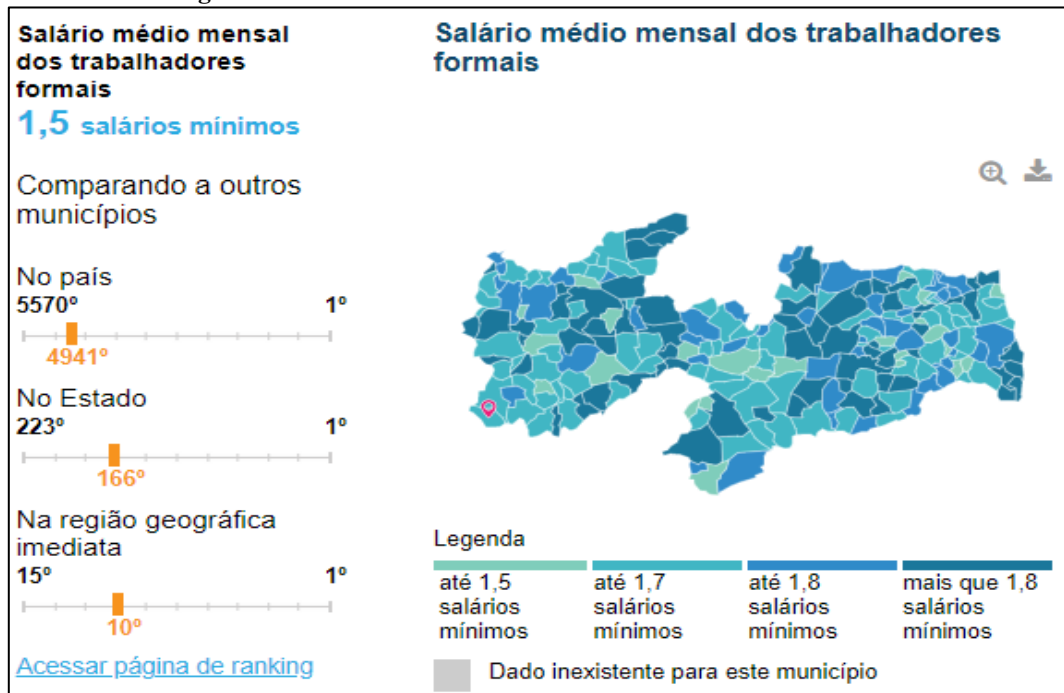 Salário médio mensal
dos trabalhadores
formais
1,5 salários mínimos
Comparando a outros
municípios
No país
5570º 1º
4941º
No Estado
223º 1º
166º
Na região geográfica
imediata
15º 1º
10º
Acessar página de ranking
Salário médio mensal dos trabalhadores
formais
Legenda
até 1,5
salários
mínimos
até 1,7
salários
mínimos
até 1,8
salários
mínimos
mais que 1,8
salários
mínimos
Dado inexistente para este município